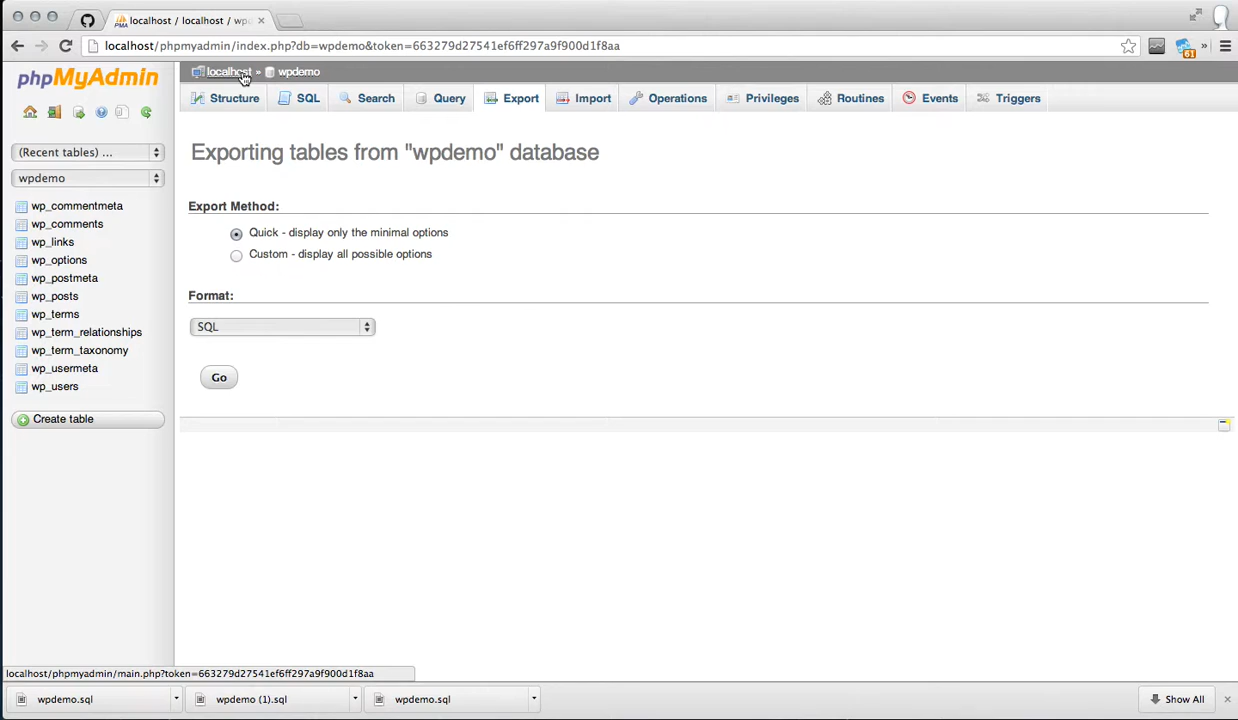 localhost / localhost / wp
localhost/phpmyadmin/index.php?db=wpdemo&token=663279d27541ef6ff297a9f900d1f8aa
81
phpMyAdmin
localhost » wpdemo
Structure SQL Search Query Export Import Operations Privileges Routines Events Triggers
(Recent tables) ...
wpdemo
wp_commentmeta
wp_comments
wp_links
wp_options
wp_postmeta
wp_posts
wp_terms
wp_term_relationships
wp_term_taxonomy
wp_usermeta
wp_users
Create table
Exporting tables from "wpdemo" database
Export Method:
Quick - display only the minimal options
Custom - display all possible options
Format:
SQL
Go
localhost/phpmyadmin/main.php?token=663279d27541ef6ff297a9f900d1f8aa
wpdemo.sql wpdemo (1).sql wpdemo.sql Show All